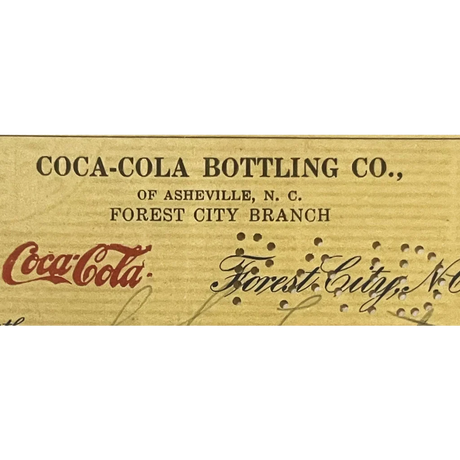 COCA-COLA BOTTLING CO.,
OF ASHEVILLE, N. C.
FOREST CITY BRANCH
Coca-Cola
Forest City, N.C